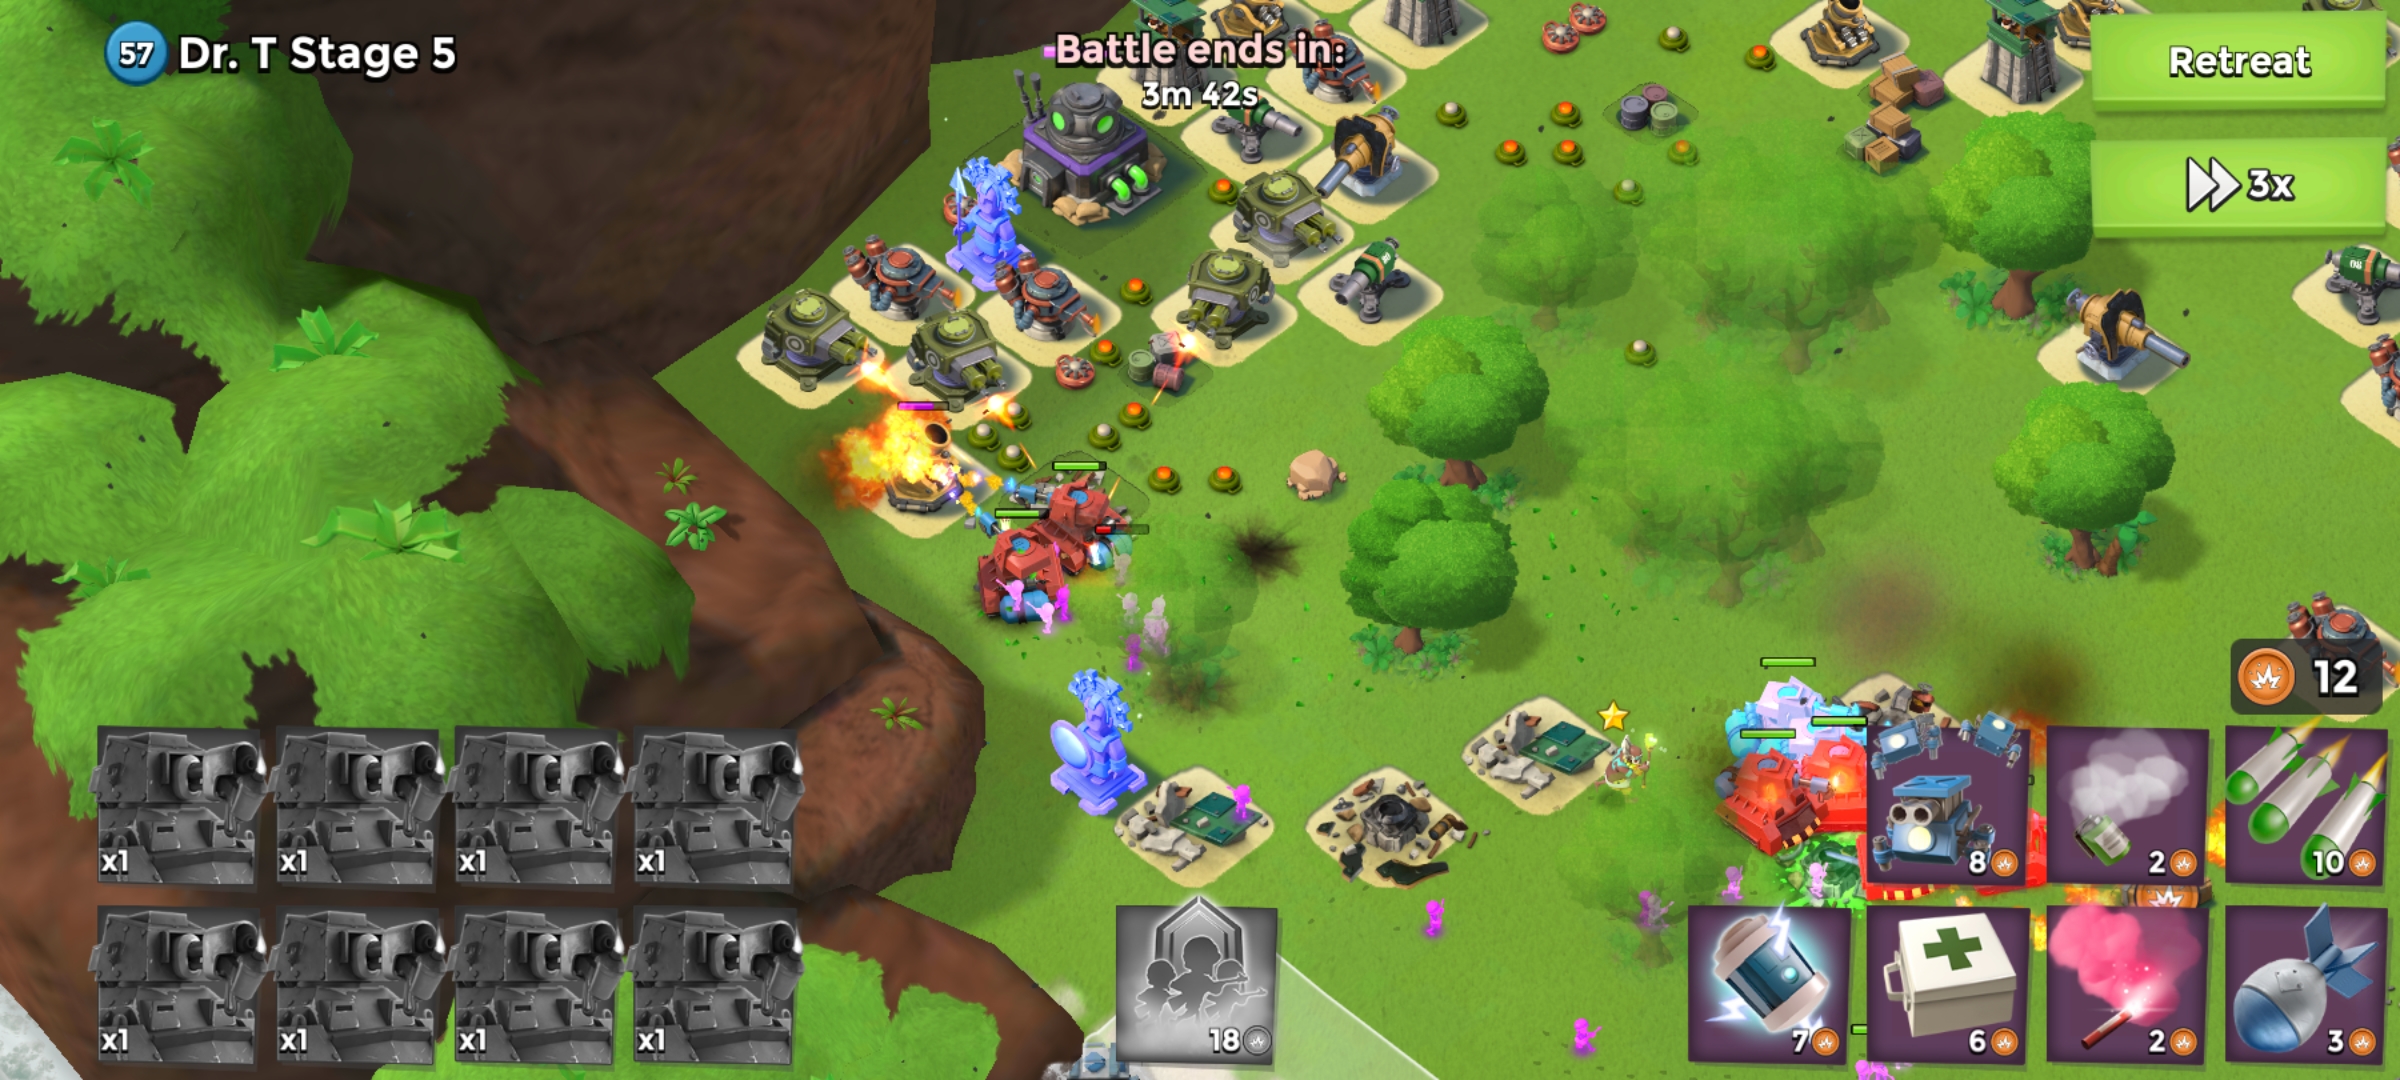 57 Dr. T Stage 5
Battle ends in:
3m 42s
Retreat
3x
12
x1 x1 x1 x1
8 2 10
x1 x1 x1 x1
18 7 6 2 3